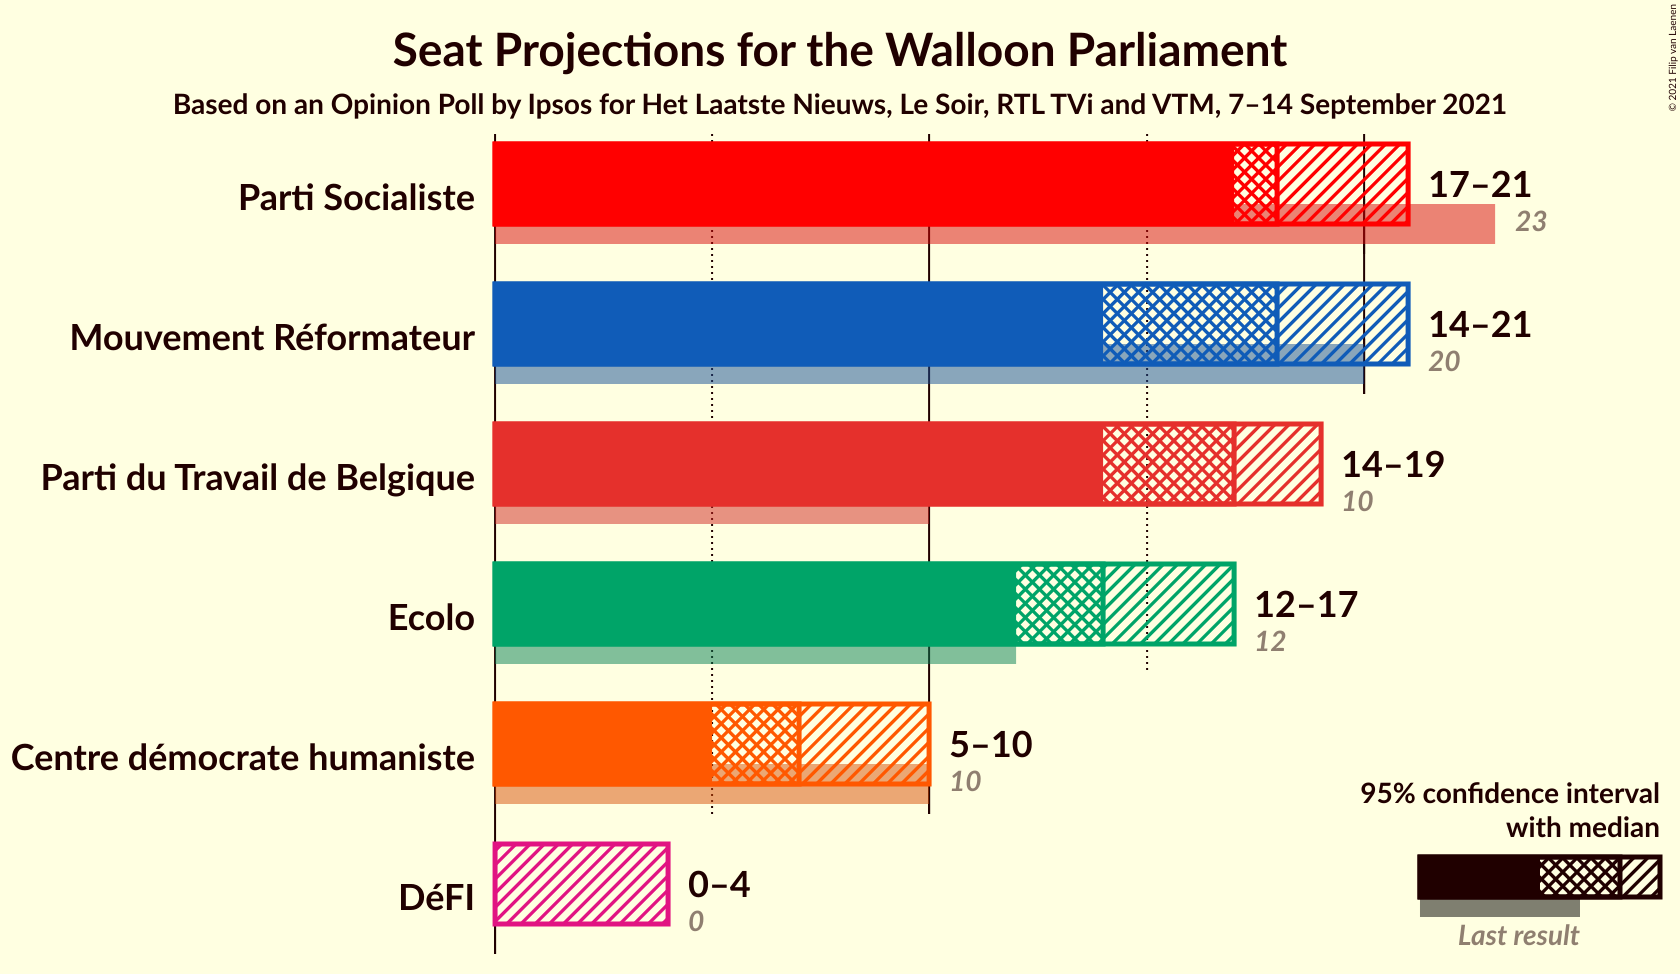 Seat Projections for the Walloon Parliament
Based on an Opinion Poll by Ipsos for Het Laatste Nieuws, Le Soir, RTL TVi and VTM, 7–14 September 2021
© 2021 Filip van Laenen
Parti Socialiste
17–21
23
Mouvement Réformateur
14–21
20
Parti du Travail de Belgique
14–19
10
Ecolo
12–17
12
Centre démocrate humaniste
5–10
10
DéFI
0–4
0
95% confidence interval
with median
Last result